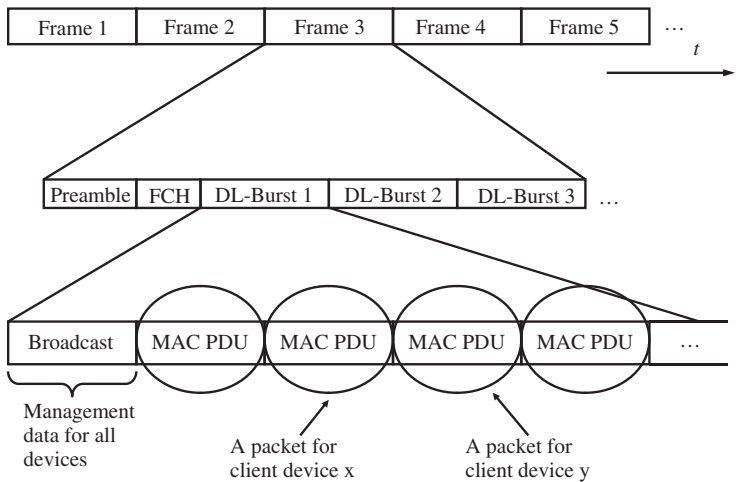 Frame 1 Frame 2 Frame 3 Frame 4 Frame 5 ...
t
Preamble FCH DL-Burst 1 DL-Burst 2 DL-Burst 3 ...
Broadcast MAC PDU MAC PDU MAC PDU MAC PDU ...
Management
data for all
devices
A packet for
client device x
A packet for
client device y